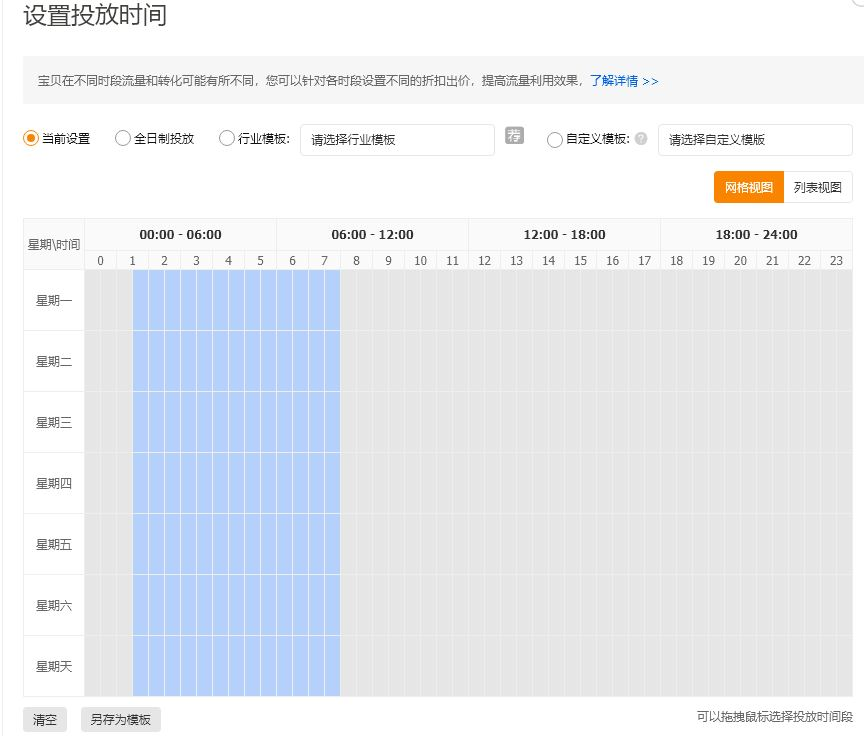 设置投放时间
宝贝在不同时段流量和转化可能有所不同，您可以针对各时段设置不同的折扣出价，提高流量利用效果，了解详情 >>
当前设置 全日制投放 行业模板: 请选择行业模板 荐 自定义模板: ? 请选择自定义模版
网格视图 列表视图
星期\时间 00:00 - 06:00 06:00 - 12:00 12:00 - 18:00 18:00 - 24:00
0 1 2 3 4 5 6 7 8 9 10 11 12 13 14 15 16 17 18 19 20 21 22 23
星期一
星期二
星期三
星期四
星期五
星期六
星期天
清空 另存为模板 可以拖拽鼠标选择投放时间段